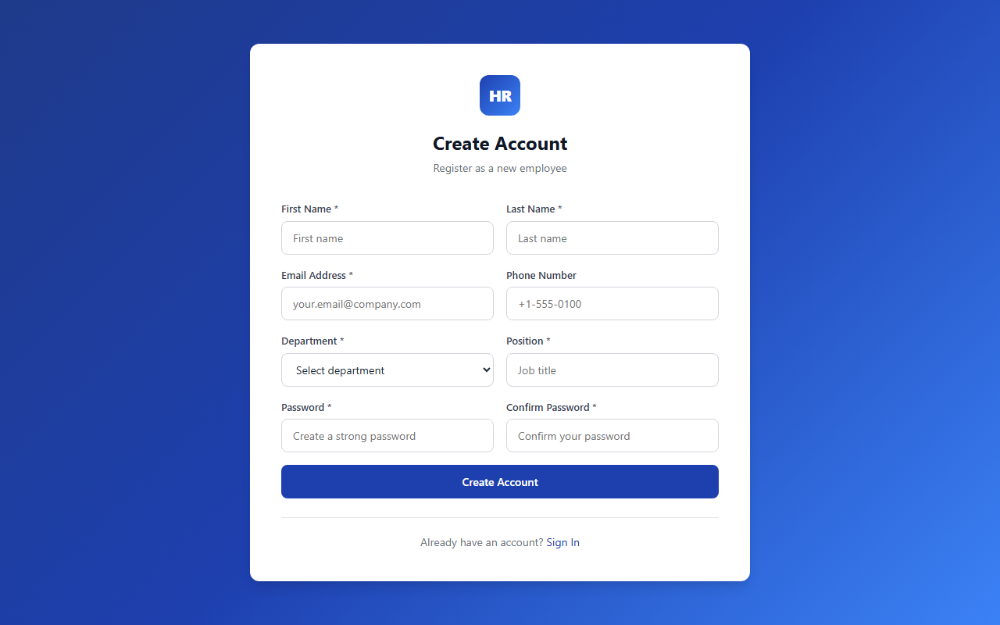 HR
Create Account
Register as a new employee
First Name *
Last Name *
First name
Last name
Email Address *
Phone Number
your.email@company.com
+1-555-0100
Department *
Position *
Select department
Job title
Password *
Confirm Password *
Create a strong password
Confirm your password
Create Account
Already have an account? Sign In